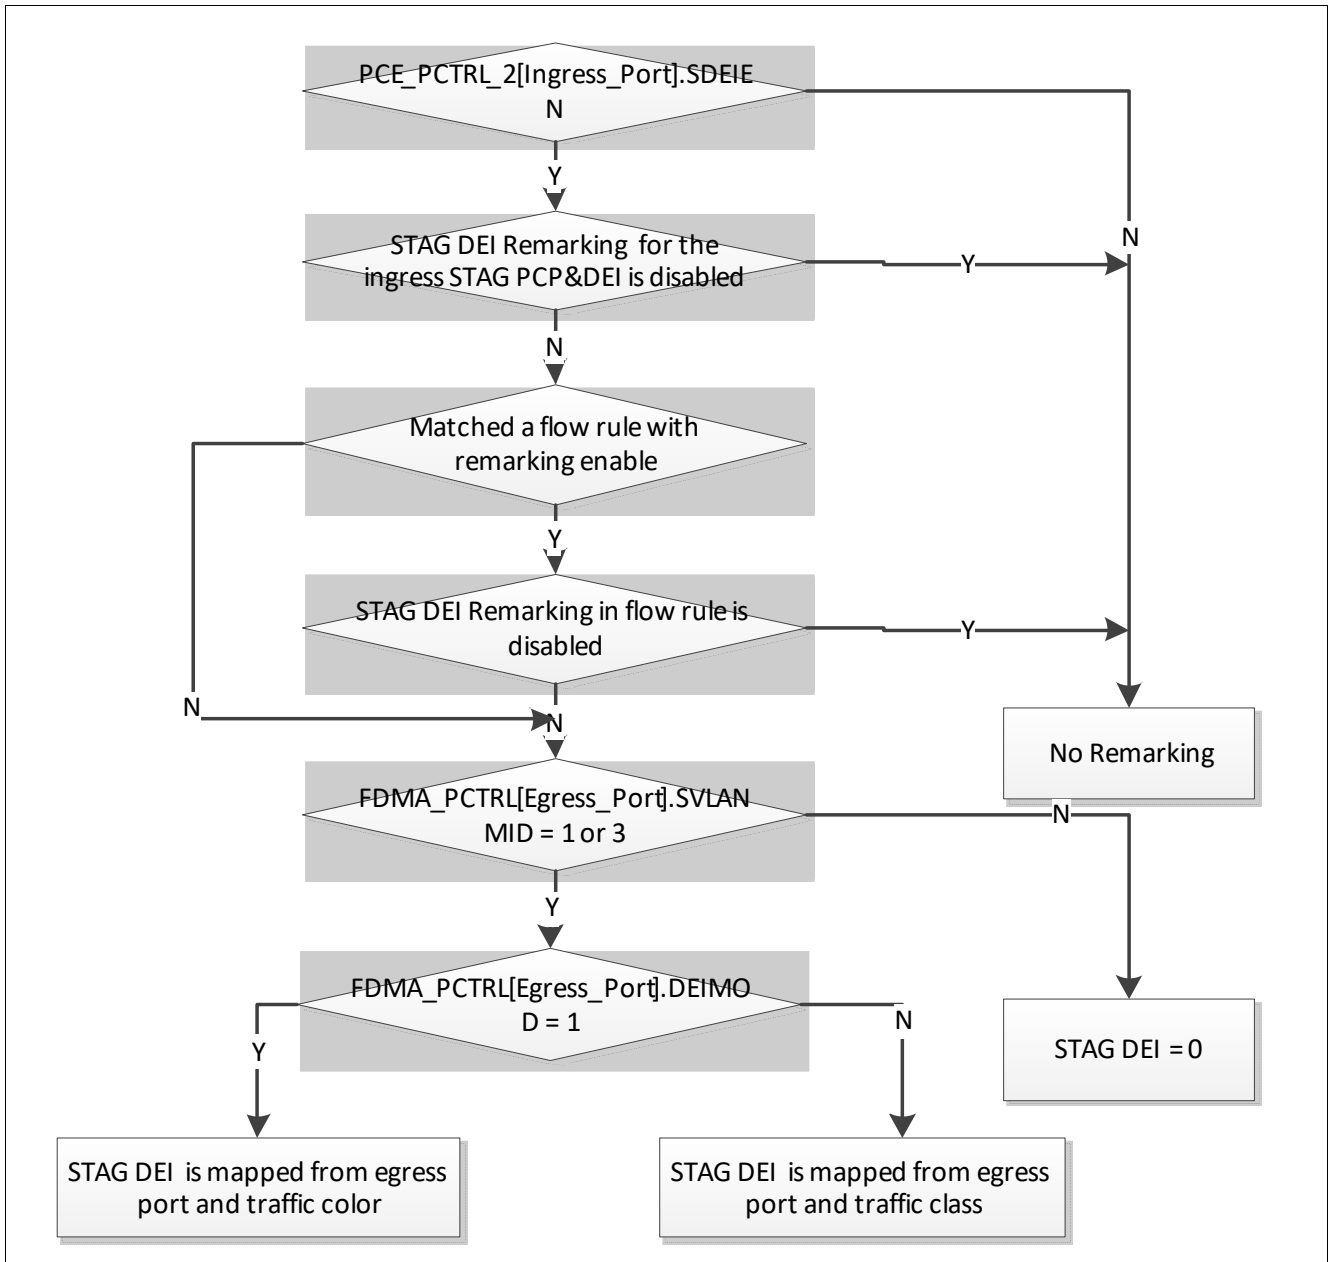 PCE_PCTRL_2[Ingress_Port].SDEIE
N
Y
N
STAG DEI Remarking for the
ingress STAG PCP&DEI is disabled
Y
N
Matched a flow rule with
remarking enable
Y
STAG DEI Remarking in flow rule is
disabled
Y
N
N
No Remarking
FDMA_PCTRL[Egress_Port].SVLAN
MID = 1 or 3
N
Y
FDMA_PCTRL[Egress_Port].DEIMO
D = 1
N
Y
STAG DEI = 0
STAG DEI is mapped from egress
port and traffic color
STAG DEI is mapped from egress
port and traffic class